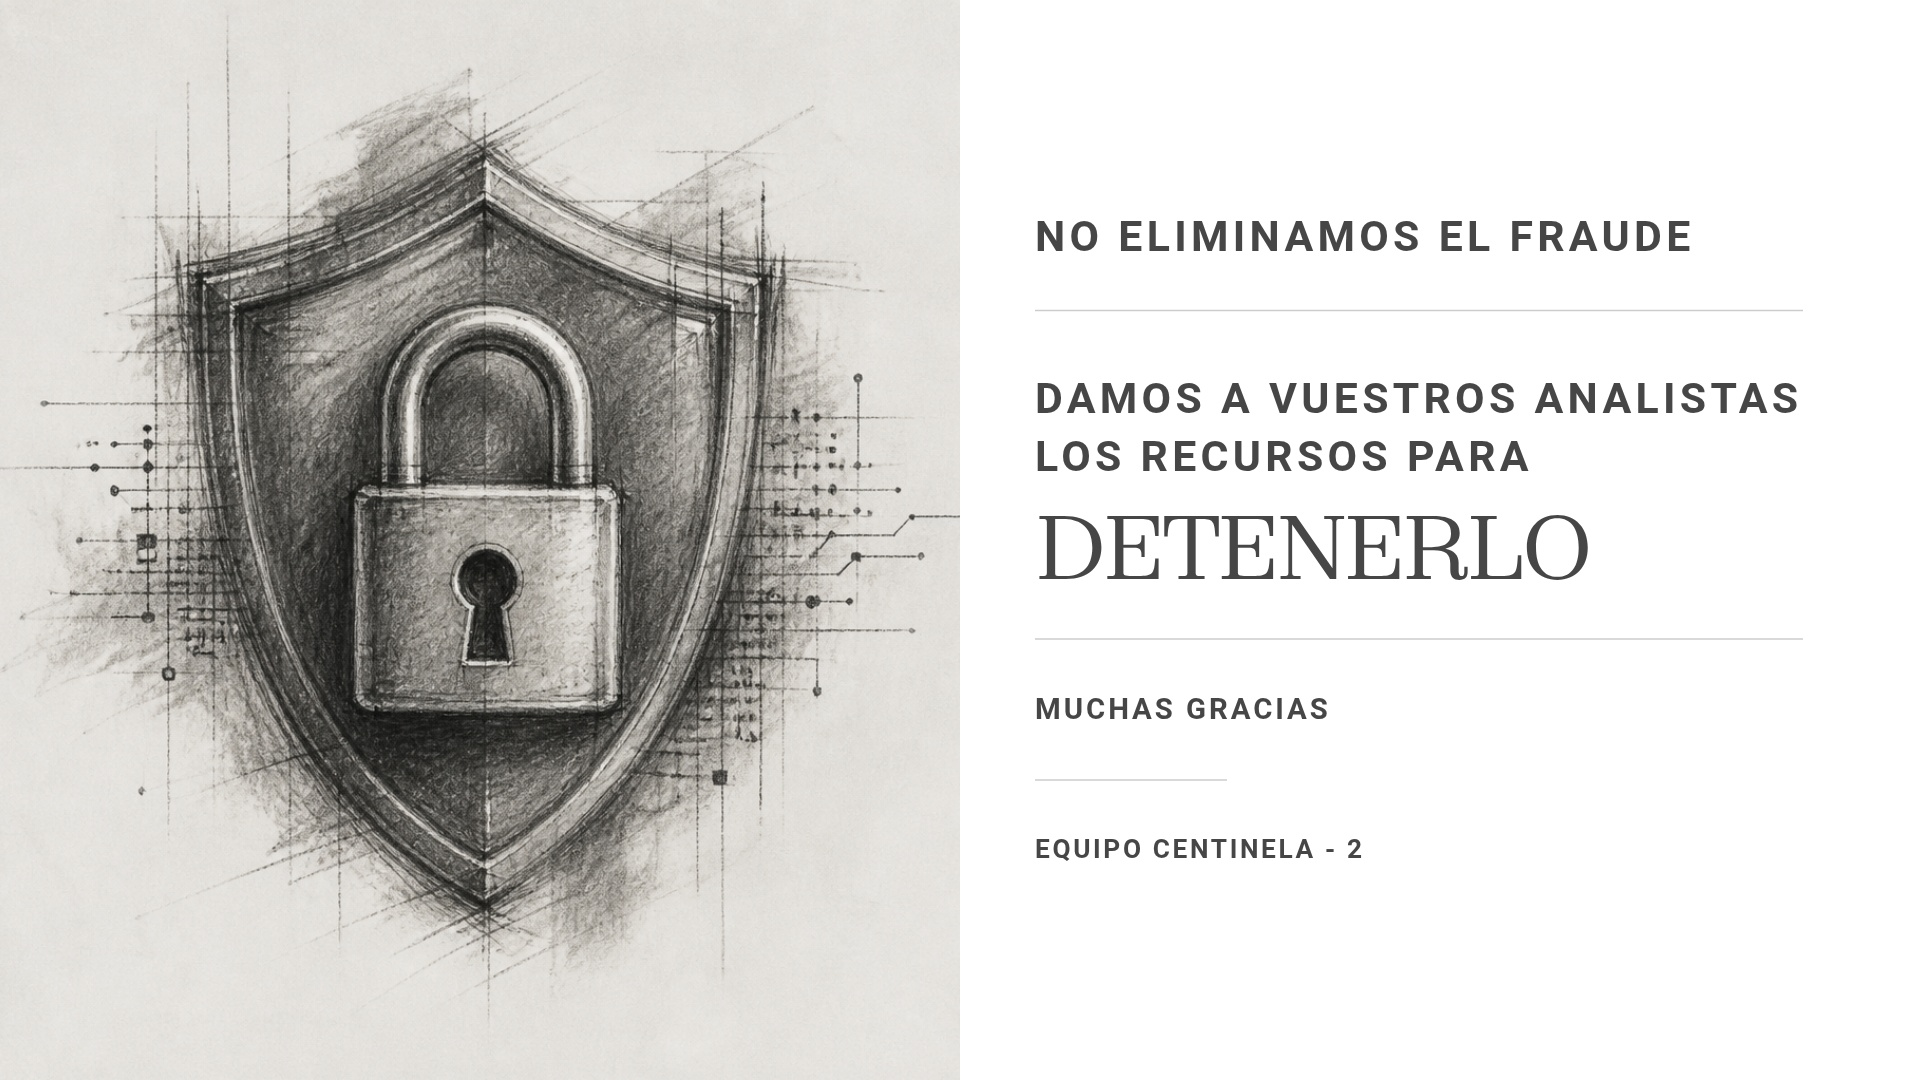 NO ELIMINAMOS EL FRAUDE
DAMOS A VUESTROS ANALISTAS
LOS RECURSOS PARA
DETENERLO
MUCHAS GRACIAS
EQUIPO CENTINELA - 2